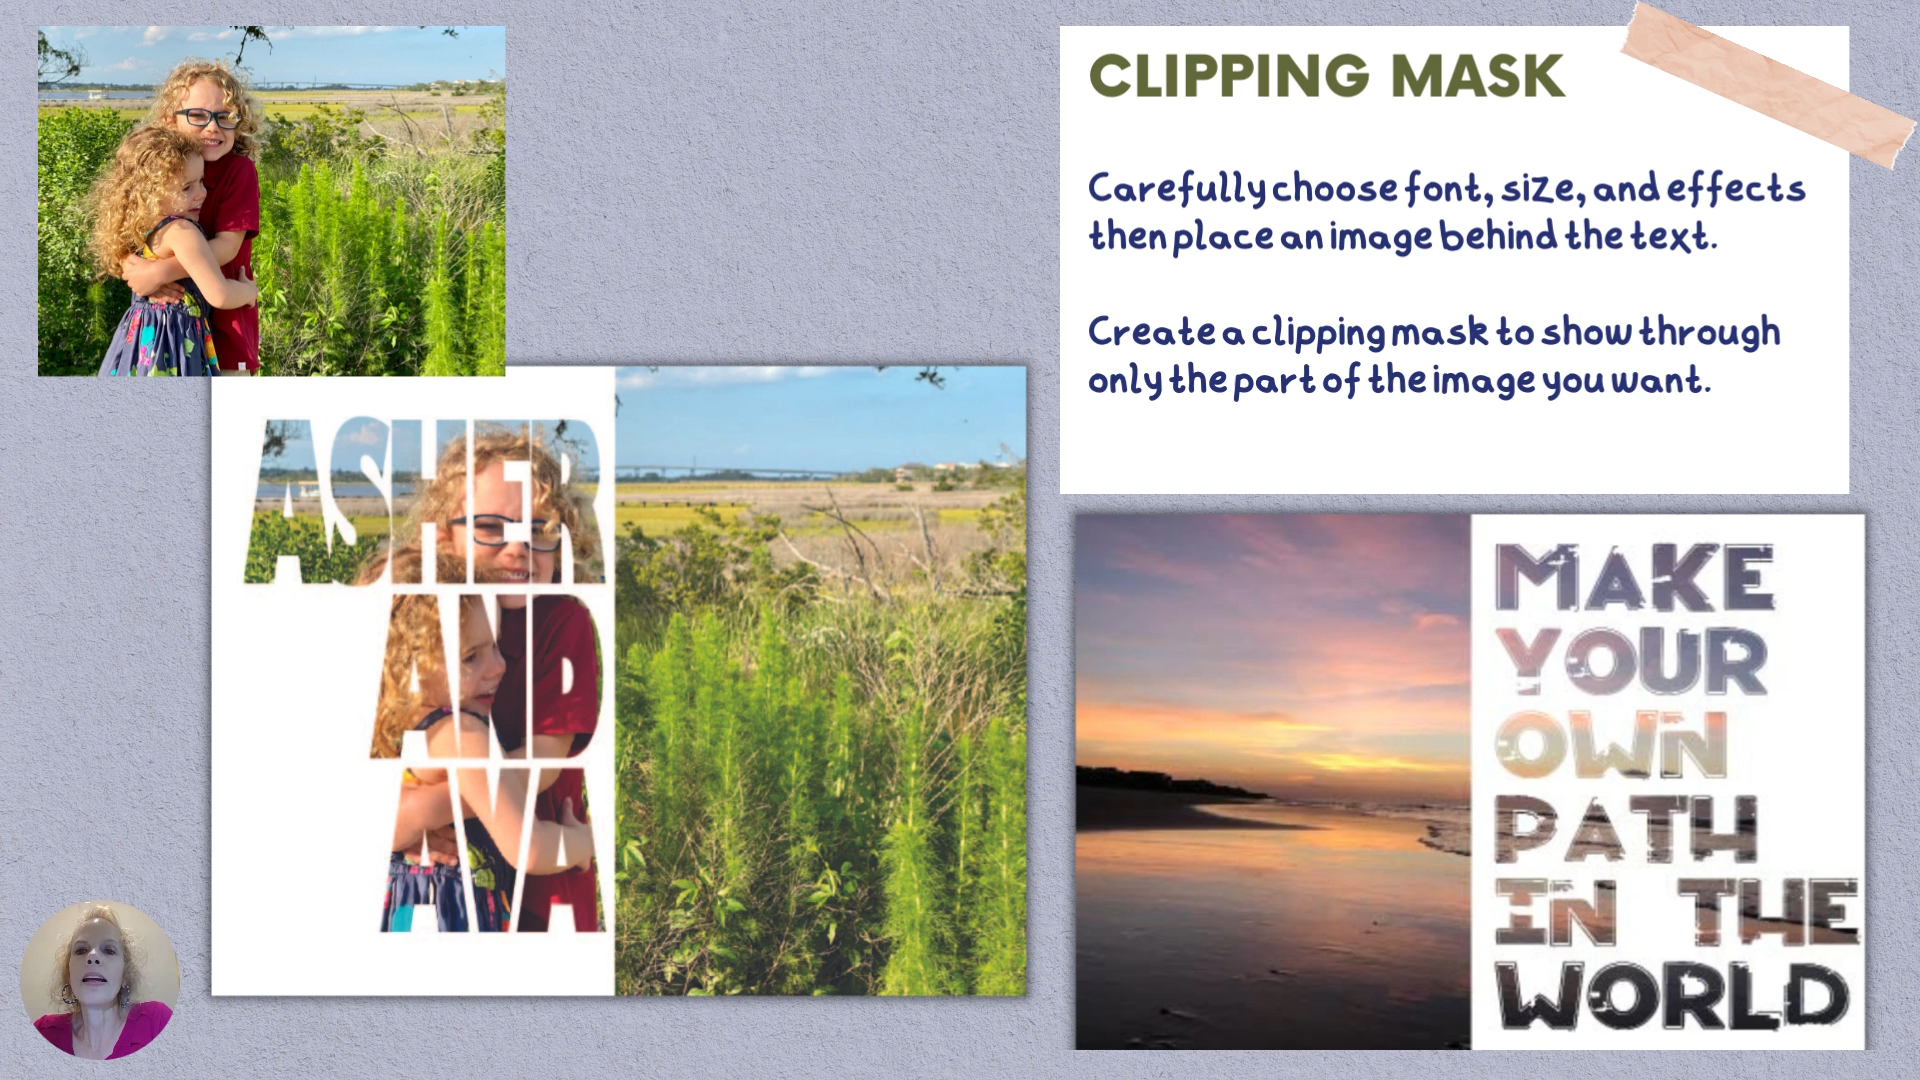 CLIPPING MASK
Carefully choose font, size, and effects
then place an image behind the text.
Create a clipping mask to show through
only the part of the image you want.
ASHER
AND
AVA
MAKE
YOUR
OWN
PATH
IN THE
WORLD